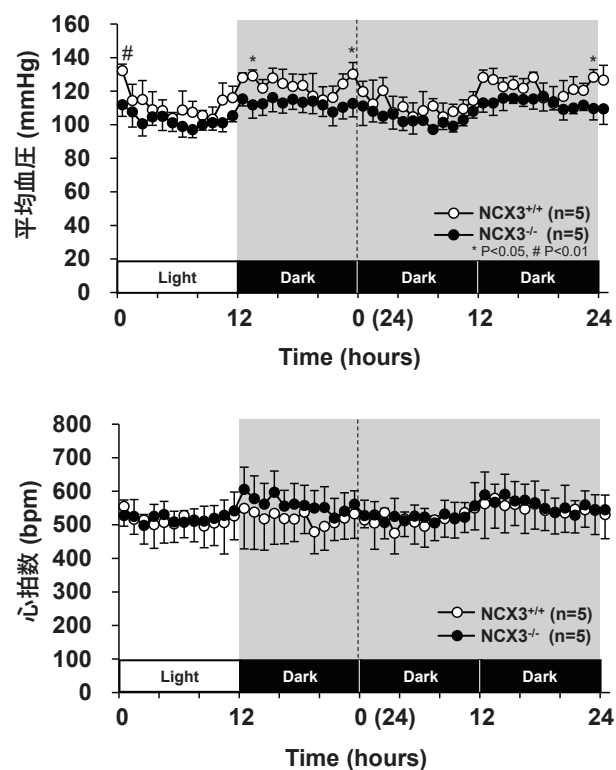 160
140
120
100
80
60
40
20
0
平均血圧 (mmHg)
#
*
*
*
NCX3+/+ (n=5)
NCX3-/- (n=5)
* P<0.05, # P<0.01
Light Dark Dark Dark
0 12 0 (24) 12 24
Time (hours)
800
700
600
500
400
300
200
100
0
心拍数 (bpm)
NCX3+/+ (n=5)
NCX3-/- (n=5)
Light Dark Dark Dark
0 12 0 (24) 12 24
Time (hours)